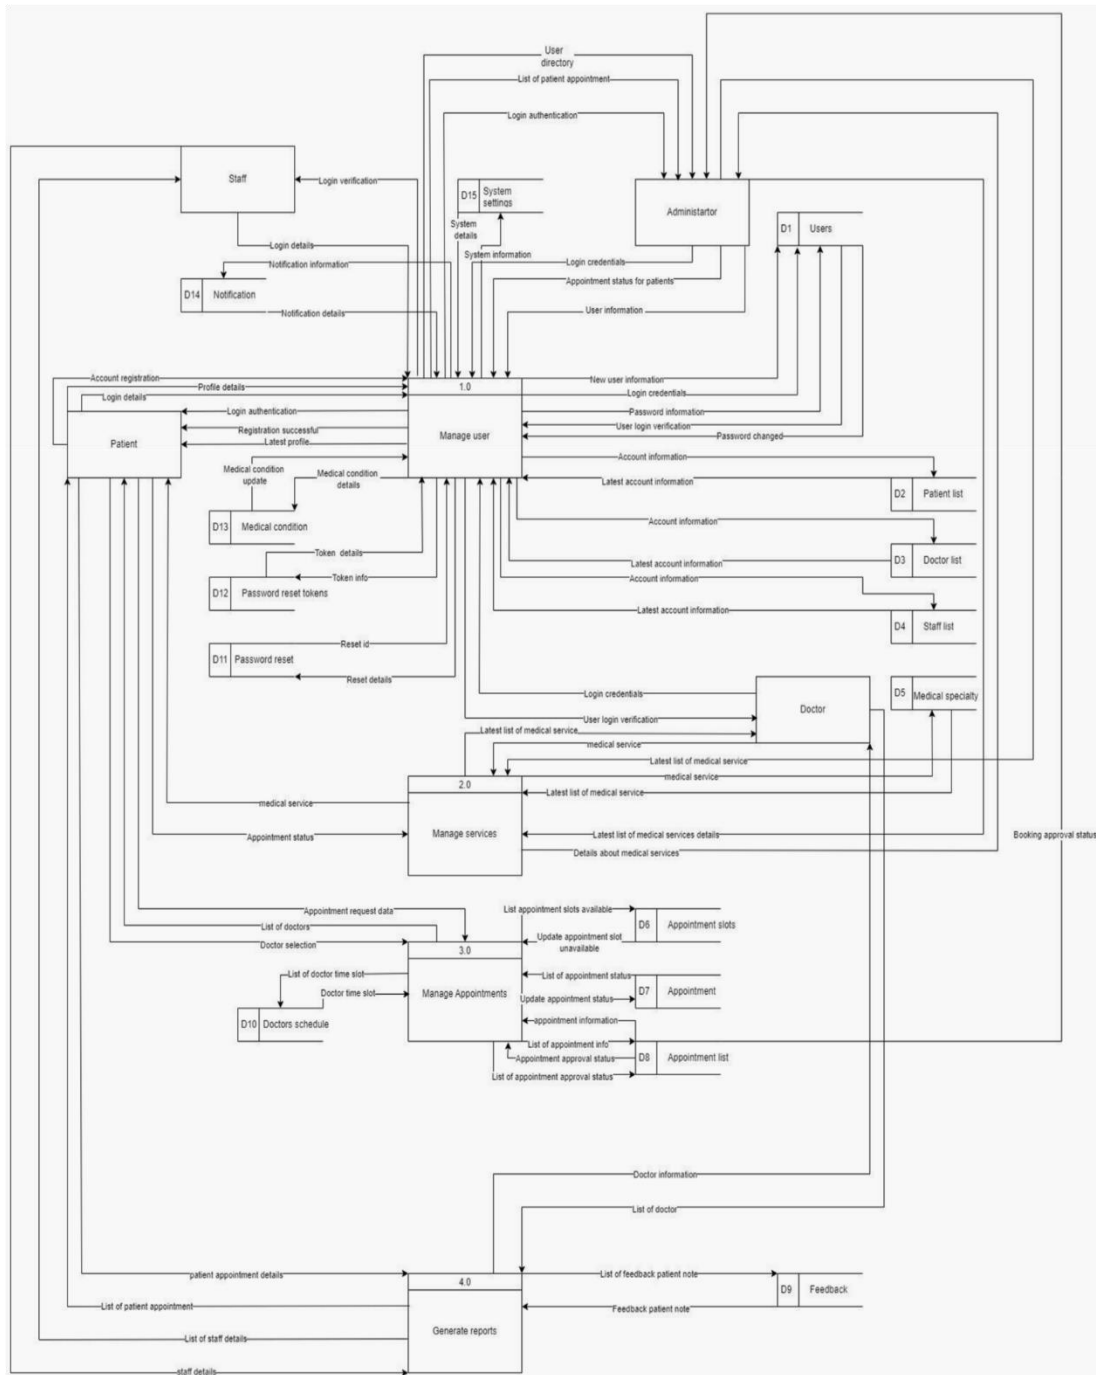 User
directory
List of patient appointment
Login authentication
Staff
Login verification
D15
System
settings
Administartor
System
details
D1
Users
Login details
System information
Login credentials
Notification information
Appointment status for patients
D14
Notification
Notification details
User information
Account registration
1.0
New user information
Profile details
Login details
Login credentials
Login authentication
Password information
Registration successful
User login verification
Patient
Manage user
Password changed
Latest profile
Medical condition
update
Medical condition
details
Account information
Latest account information
D2
Patient list
D13
Medical condition
Account information
Token details
Latest account information
D3
Doctor list
Token info
Account information
D12
Password reset tokens
Latest account information
D4
Staff list
Reset id
D11
Password reset
Reset details
Login credentials
D5
Medical specialty
Doctor
User login verification
Latest list of medical service
medical service
Latest list of medical service
medical service
2.0
Latest list of medical service
medical service
Manage services
Appointment status
Latest list of medical services details
Booking approval status
Details about medical services
Appointment request data
List appointment slots available
List of doctors
D6
Appointment slots
Doctor selection
Update appointment slot
unavailable
3.0
List of doctor time slot
List of appointment status
Doctor time slot
Manage Appointments
D7
Appointment
Update appointment status
D10
Doctors schedule
appointment information
List of appointment info
Appointment approval status
D8
Appointment list
List of appointment approval status
Doctor information
List of doctor
patient appointment details
List of feedback patient note
4.0
D9
Feedback
List of patient appointment
Feedback patient note
Generate reports
List of staff details
staff details